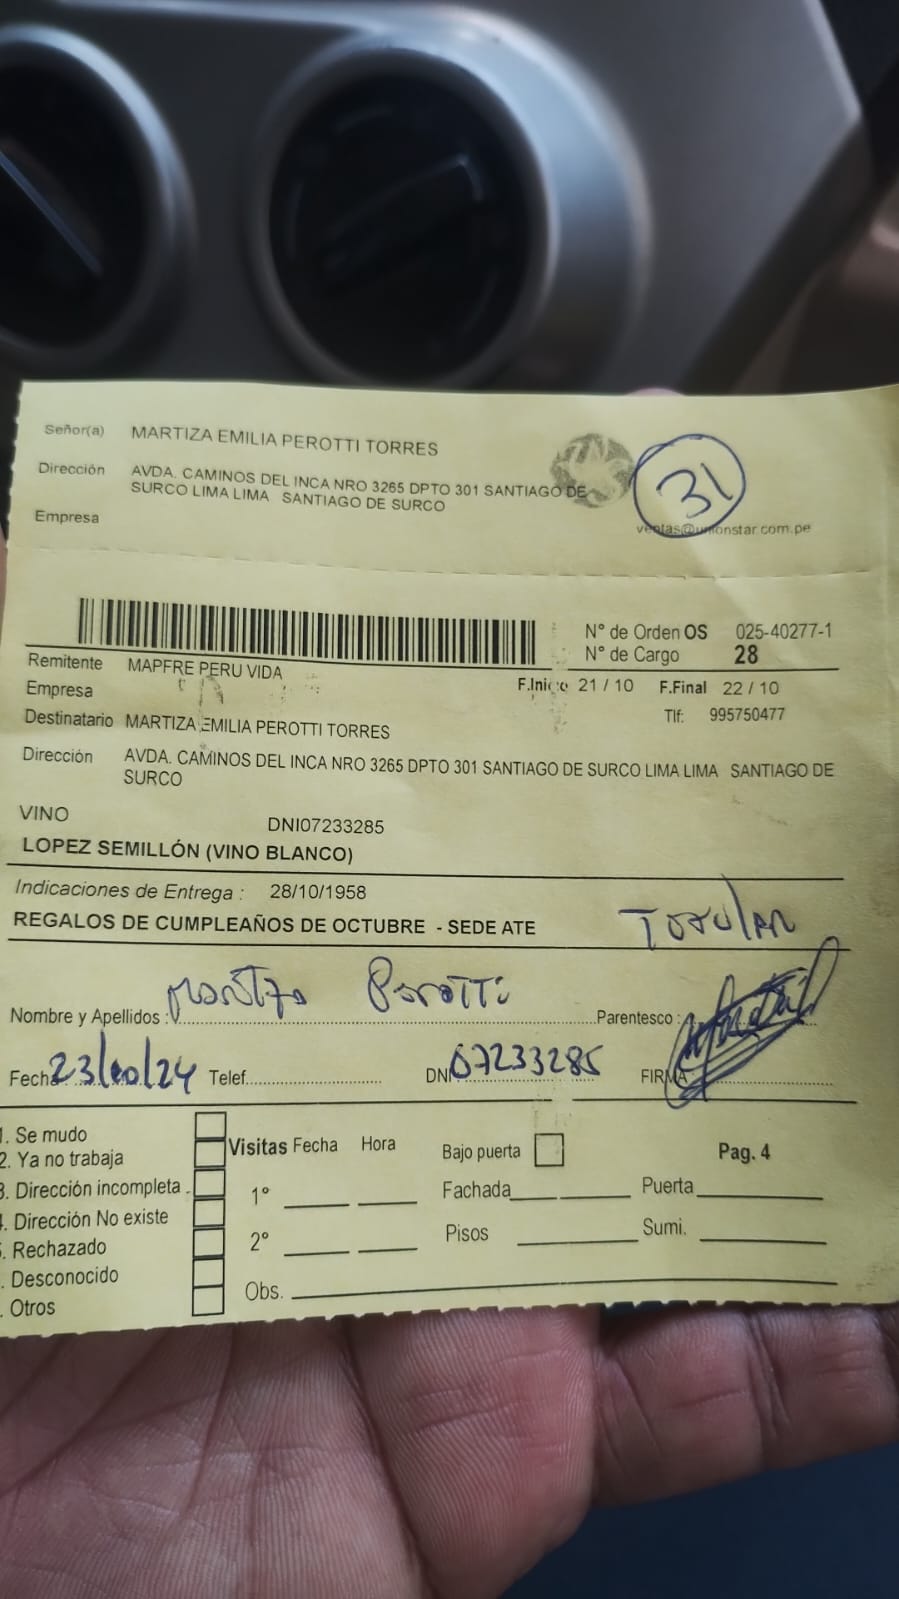 Señor(a) MARTIZA EMILIA PEROTTI TORRES
Dirección AVDA. CAMINOS DEL INCA NRO 3265 DPTO 301 SANTIAGO DE
SURCO LIMA LIMA SANTIAGO DE SURCO
31
Empresa
ventas@unionstar.com.pe
N° de Orden OS 025-40277-1
N° de Cargo 28
Remitente MAPFRE PERU VIDA
Empresa
F.Inicio 21 / 10 F.Final 22 / 10
Tlf: 995750477
Destinatario MARTIZA EMILIA PEROTTI TORRES
Dirección AVDA. CAMINOS DEL INCA NRO 3265 DPTO 301 SANTIAGO DE SURCO LIMA LIMA SANTIAGO DE
SURCO
VINO
DNI07233285
LOPEZ SEMILLÓN (VINO BLANCO)
Indicaciones de Entrega : 28/10/1958
REGALOS DE CUMPLEAÑOS DE OCTUBRE - SEDE ATE
Nombre y Apellidos : Maritza Perotti Parentesco :
Fecha: 23/10/24 Telef. DNI 07233285 FIRMA
1. Se mudo
2. Ya no trabaja
3. Dirección incompleta
4. Dirección No existe
5. Rechazado
. Desconocido
. Otros
Visitas Fecha Hora
1°
2°
Obs.
Bajo puerta
Fachada
Pisos
Pag. 4
Puerta
Sumi.